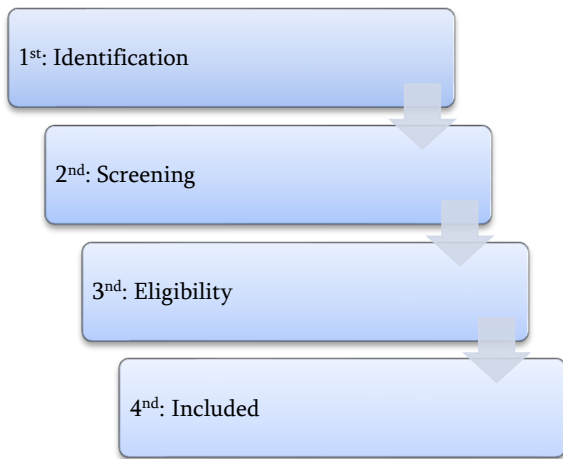 1st: Identification
2nd: Screening
3nd: Eligibility
4nd: Included